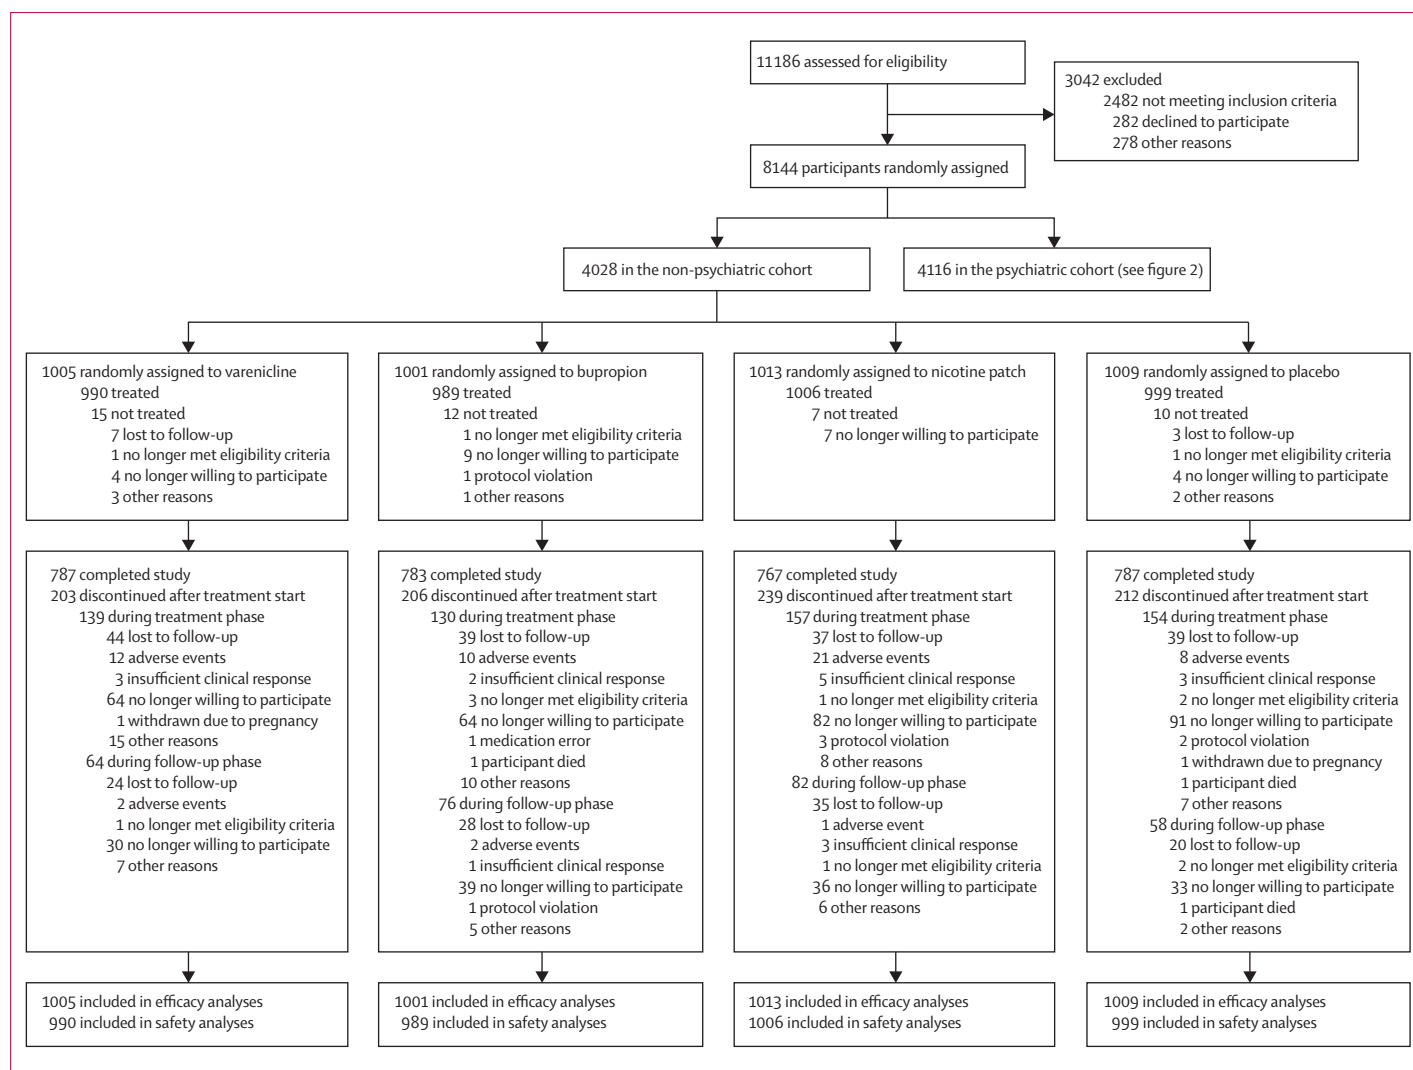 11186 assessed for eligibility
3042 excluded
2482 not meeting inclusion criteria
282 declined to participate
278 other reasons
8144 participants randomly assigned
4028 in the non-psychiatric cohort
4116 in the psychiatric cohort (see figure 2)
1005 randomly assigned to varenicline
990 treated
15 not treated
7 lost to follow-up
1 no longer met eligibility criteria
4 no longer willing to participate
3 other reasons
1001 randomly assigned to bupropion
989 treated
12 not treated
1 no longer met eligibility criteria
9 no longer willing to participate
1 protocol violation
1 other reasons
1013 randomly assigned to nicotine patch
1006 treated
7 not treated
7 no longer willing to participate
1009 randomly assigned to placebo
999 treated
10 not treated
3 lost to follow-up
1 no longer met eligibility criteria
4 no longer willing to participate
2 other reasons
787 completed study
203 discontinued after treatment start
139 during treatment phase
44 lost to follow-up
12 adverse events
3 insufficient clinical response
64 no longer willing to participate
1 withdrawn due to pregnancy
15 other reasons
64 during follow-up phase
24 lost to follow-up
2 adverse events
1 no longer met eligibility criteria
30 no longer willing to participate
7 other reasons
783 completed study
206 discontinued after treatment start
130 during treatment phase
39 lost to follow-up
10 adverse events
2 insufficient clinical response
3 no longer met eligibility criteria
64 no longer willing to participate
1 medication error
1 participant died
10 other reasons
76 during follow-up phase
28 lost to follow-up
2 adverse events
1 insufficient clinical response
39 no longer willing to participate
1 protocol violation
5 other reasons
767 completed study
239 discontinued after treatment start
157 during treatment phase
37 lost to follow-up
21 adverse events
5 insufficient clinical response
1 no longer met eligibility criteria
82 no longer willing to participate
3 protocol violation
8 other reasons
82 during follow-up phase
35 lost to follow-up
1 adverse event
3 insufficient clinical response
1 no longer met eligibility criteria
36 no longer willing to participate
6 other reasons
787 completed study
212 discontinued after treatment start
154 during treatment phase
39 lost to follow-up
8 adverse events
3 insufficient clinical response
2 no longer met eligibility criteria
91 no longer willing to participate
2 protocol violation
1 withdrawn due to pregnancy
1 participant died
7 other reasons
58 during follow-up phase
20 lost to follow-up
2 no longer met eligibility criteria
33 no longer willing to participate
1 participant died
2 other reasons
1005 included in efficacy analyses
990 included in safety analyses
1001 included in efficacy analyses
989 included in safety analyses
1013 included in efficacy analyses
1006 included in safety analyses
1009 included in efficacy analyses
999 included in safety analyses